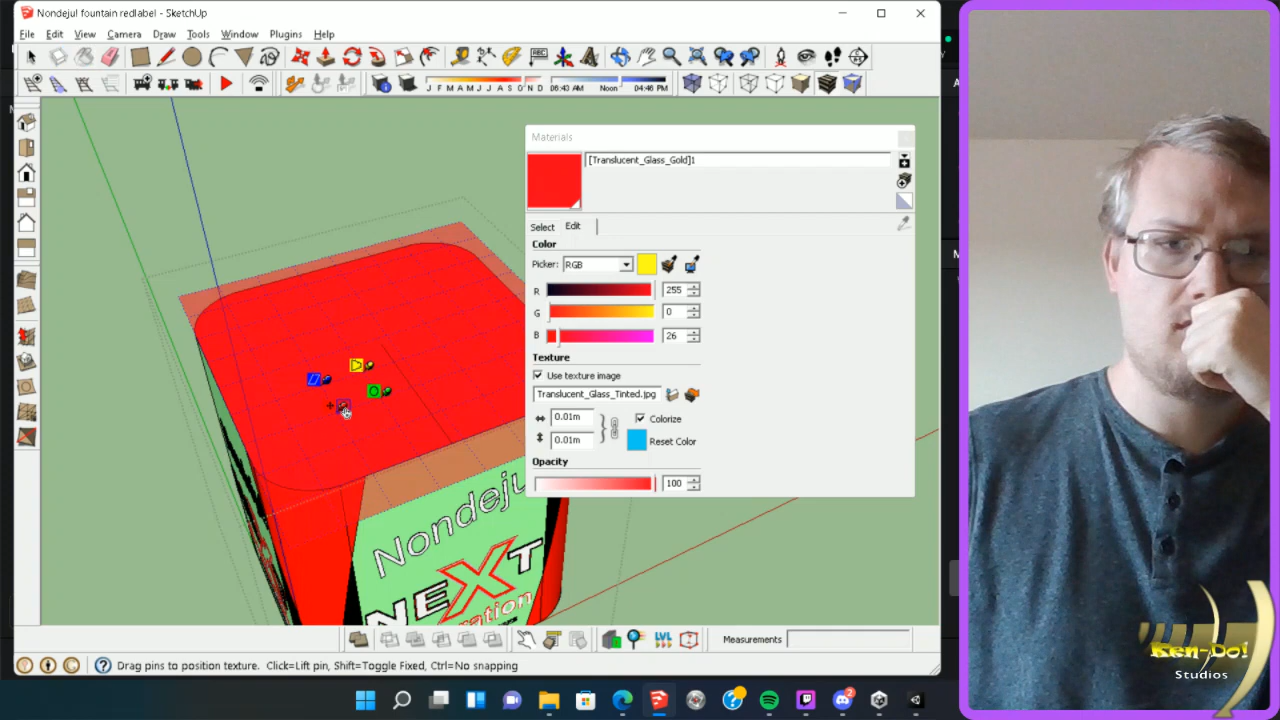 Nondejul fountain redlabel - SketchUp
File Edit Camera Draw Tools Window Plugins Help
J F M A M J J A S O N D 06:43 AM Noon 04:46 PM
Materials
[Translucent_Glass_Gold]1
Select Edit
Color
Picker: RGB
R 255
G 0
B 26
Texture
Use texture image
Translucent_Glass_Tinted.jpg
0.01m Colorize
0.01m Reset Color
Opacity
100
Nondeju
NEXT
ration
LVL
Measurements
Drag pins to position texture. Click=Lift pin, Shift=Toggle Fixed, Ctrl=No snapping
2
Ken-Do!
Studios